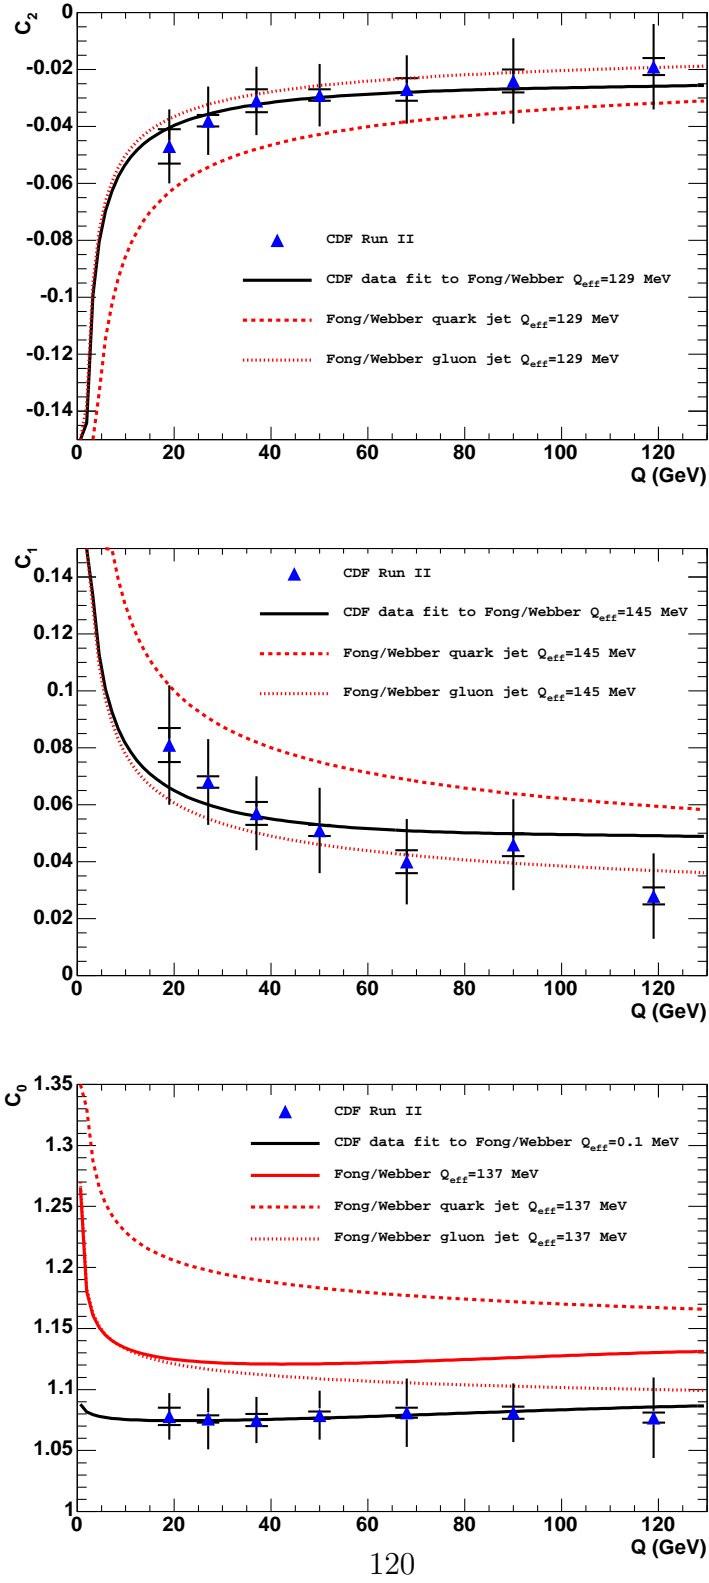 C2
0
-0.02
-0.04
-0.06
-0.08
-0.1
-0.12
-0.14
CDF Run II
CDF data fit to Fong/Webber Qeff=129 MeV
Fong/Webber quark jet Qeff=129 MeV
Fong/Webber gluon jet Qeff=129 MeV
0 20 40 60 80 100 120
Q (GeV)
C1
0.14
0.12
0.1
0.08
0.06
0.04
0.02
0
CDF Run II
CDF data fit to Fong/Webber Qeff=145 MeV
Fong/Webber quark jet Qeff=145 MeV
Fong/Webber gluon jet Qeff=145 MeV
0 20 40 60 80 100 120
Q (GeV)
C0
1.35
1.3
1.25
1.2
1.15
1.1
1.05
1
CDF Run II
CDF data fit to Fong/Webber Qeff=0.1 MeV
Fong/Webber Qeff=137 MeV
Fong/Webber quark jet Qeff=137 MeV
Fong/Webber gluon jet Qeff=137 MeV
0 20 40 60 80 100 120
Q (GeV)
120